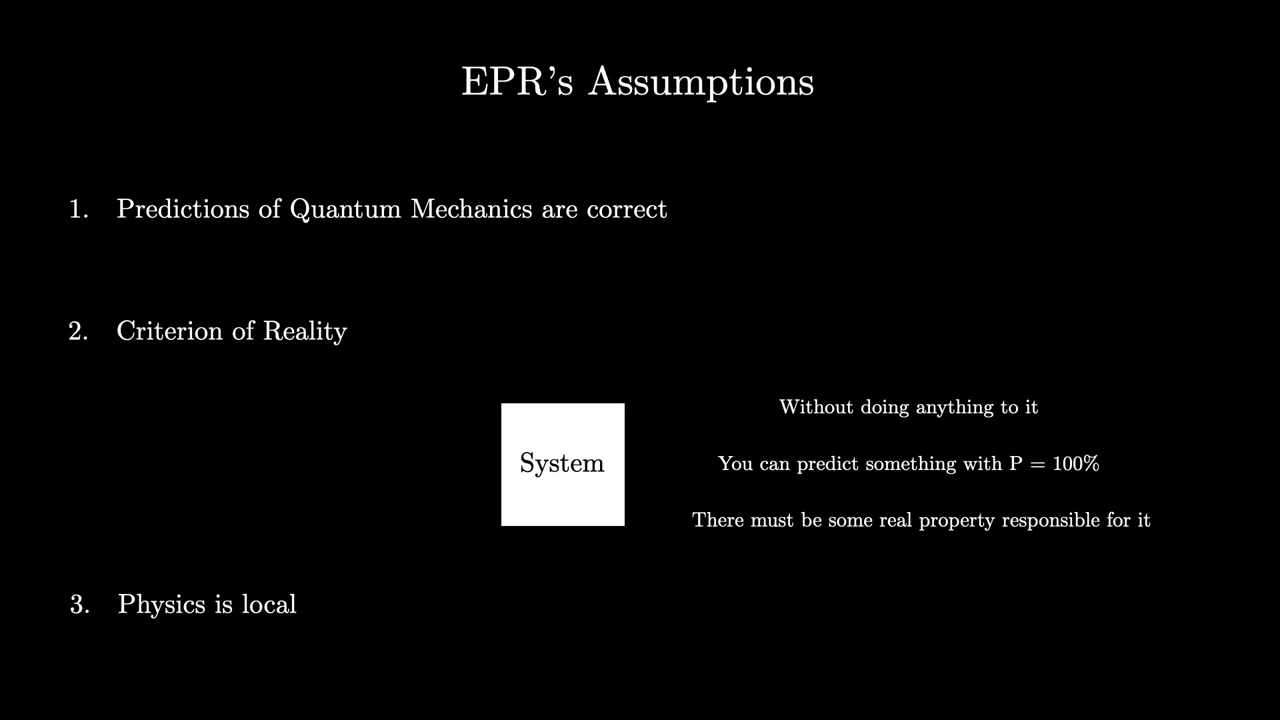 EPR's Assumptions
1. Predictions of Quantum Mechanics are correct
2. Criterion of Reality
System
Without doing anything to it
You can predict something with P = 100%
There must be some real property responsible for it
3. Physics is local